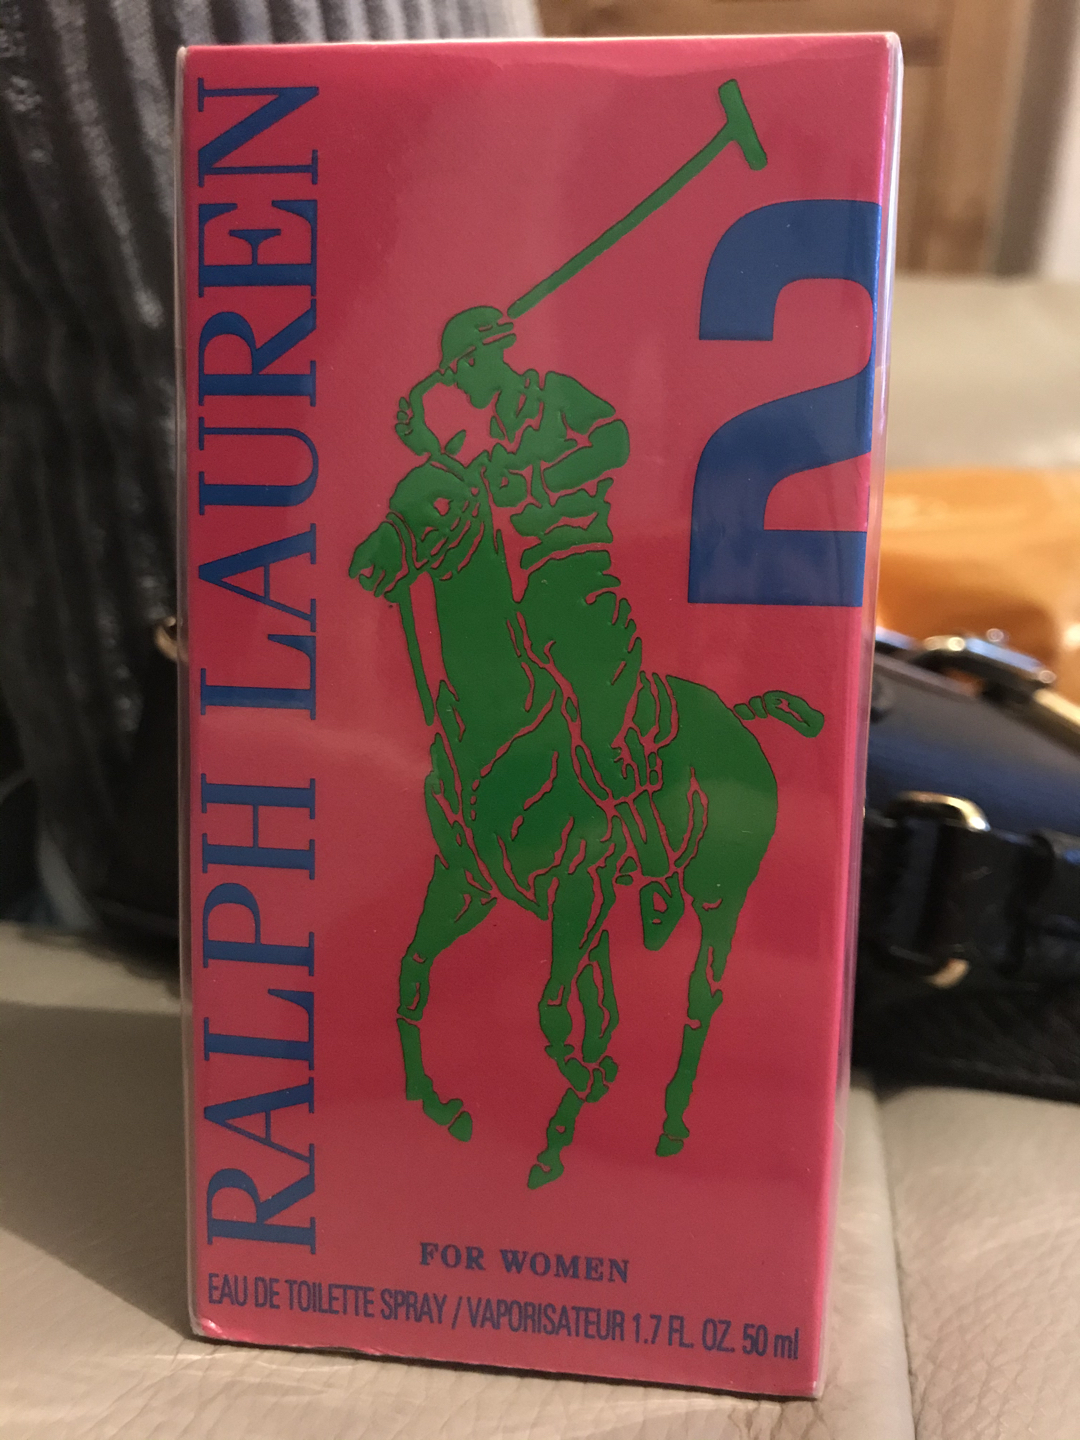 RALPH LAUREN
2
FOR WOMEN
EAU DE TOILETTE SPRAY / VAPORISATEUR 1.7 FL. OZ. 50 ml